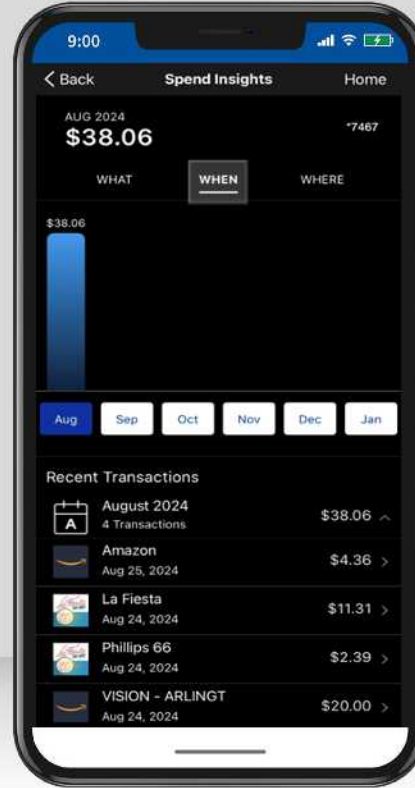 9:00
Back Spend Insights Home
AUG 2024
$38.06 *7467
WHAT WHEN WHERE
$38.06
Aug Sep Oct Nov Dec Jan
Recent Transactions
A
August 2024
4 Transactions
$38.06
Amazon
Aug 25, 2024
$4.36
La Fiesta
Aug 24, 2024
$11.31
Phillips 66
Aug 24, 2024
$2.39
VISION - ARLINGT
Aug 24, 2024
$20.00